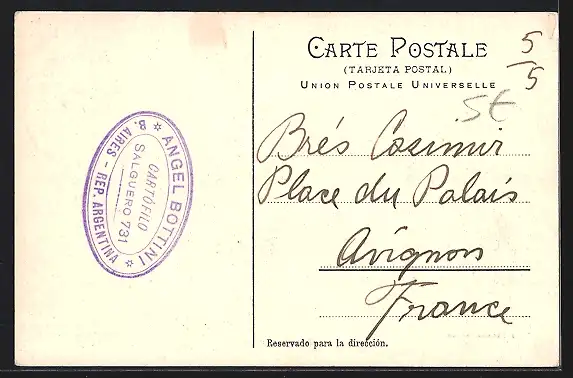 CARTE POSTALE
(TARJETA POSTAL)
UNION POSTALE UNIVERSELLE
5/5
5€
Brés Casimir
Place du Palais
Avignon
France
Reservado para la dirección.
* ANGEL BOTTINI *
CARTÓFILO
SALGUERO 731
B. AIRES - REP. ARGENTINA